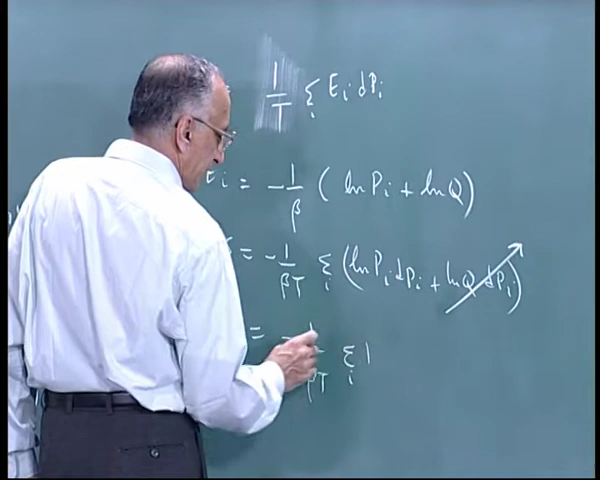 1/T Σ_i E_i dP_i
E_i = -1/β ( ln P_i + ln Q )
= -1/βT Σ_i ( ln P_i dP_i + ln Q dP_i )
= -1/βT Σ_i